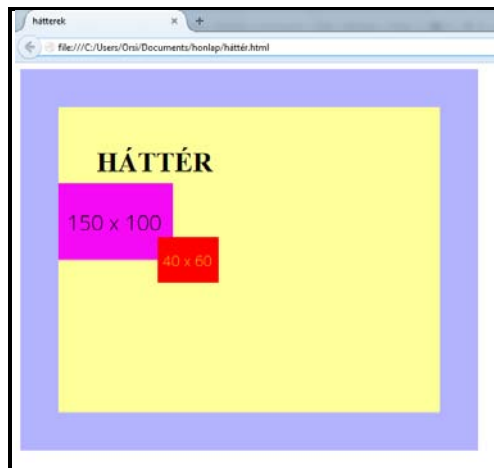 hátterek
file:///C:/Users/Orsi/Documents/honlap/háttér.html
HÁTTÉR
150 x 100
40 x 60